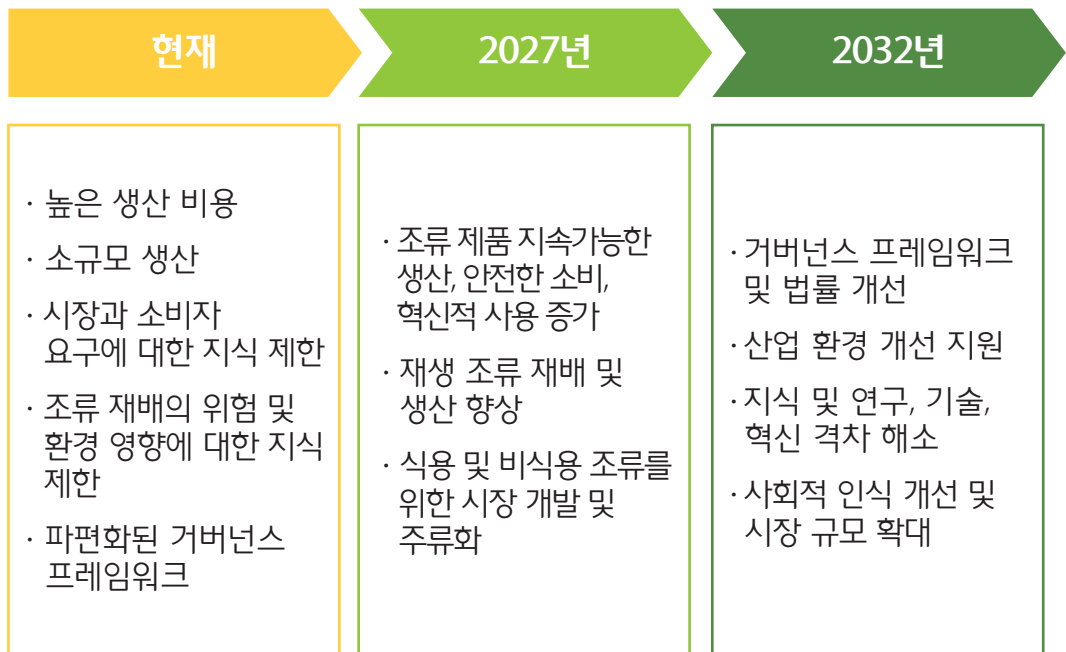 현재
2027년
2032년
· 높은 생산 비용
· 소규모 생산
· 시장과 소비자
요구에 대한 지식 제한
· 조류 재배의 위험 및
환경 영향에 대한 지식
제한
· 파편화된 거버넌스
프레임워크
· 조류 제품 지속가능한
생산, 안전한 소비,
혁신적 사용 증가
· 재생 조류 재배 및
생산 향상
· 식용 및 비식용 조류를
위한 시장 개발 및
주류화
· 거버넌스 프레임워크
및 법률 개선
· 산업 환경 개선 지원
· 지식 및 연구, 기술,
혁신 격차 해소
· 사회적 인식 개선 및
시장 규모 확대